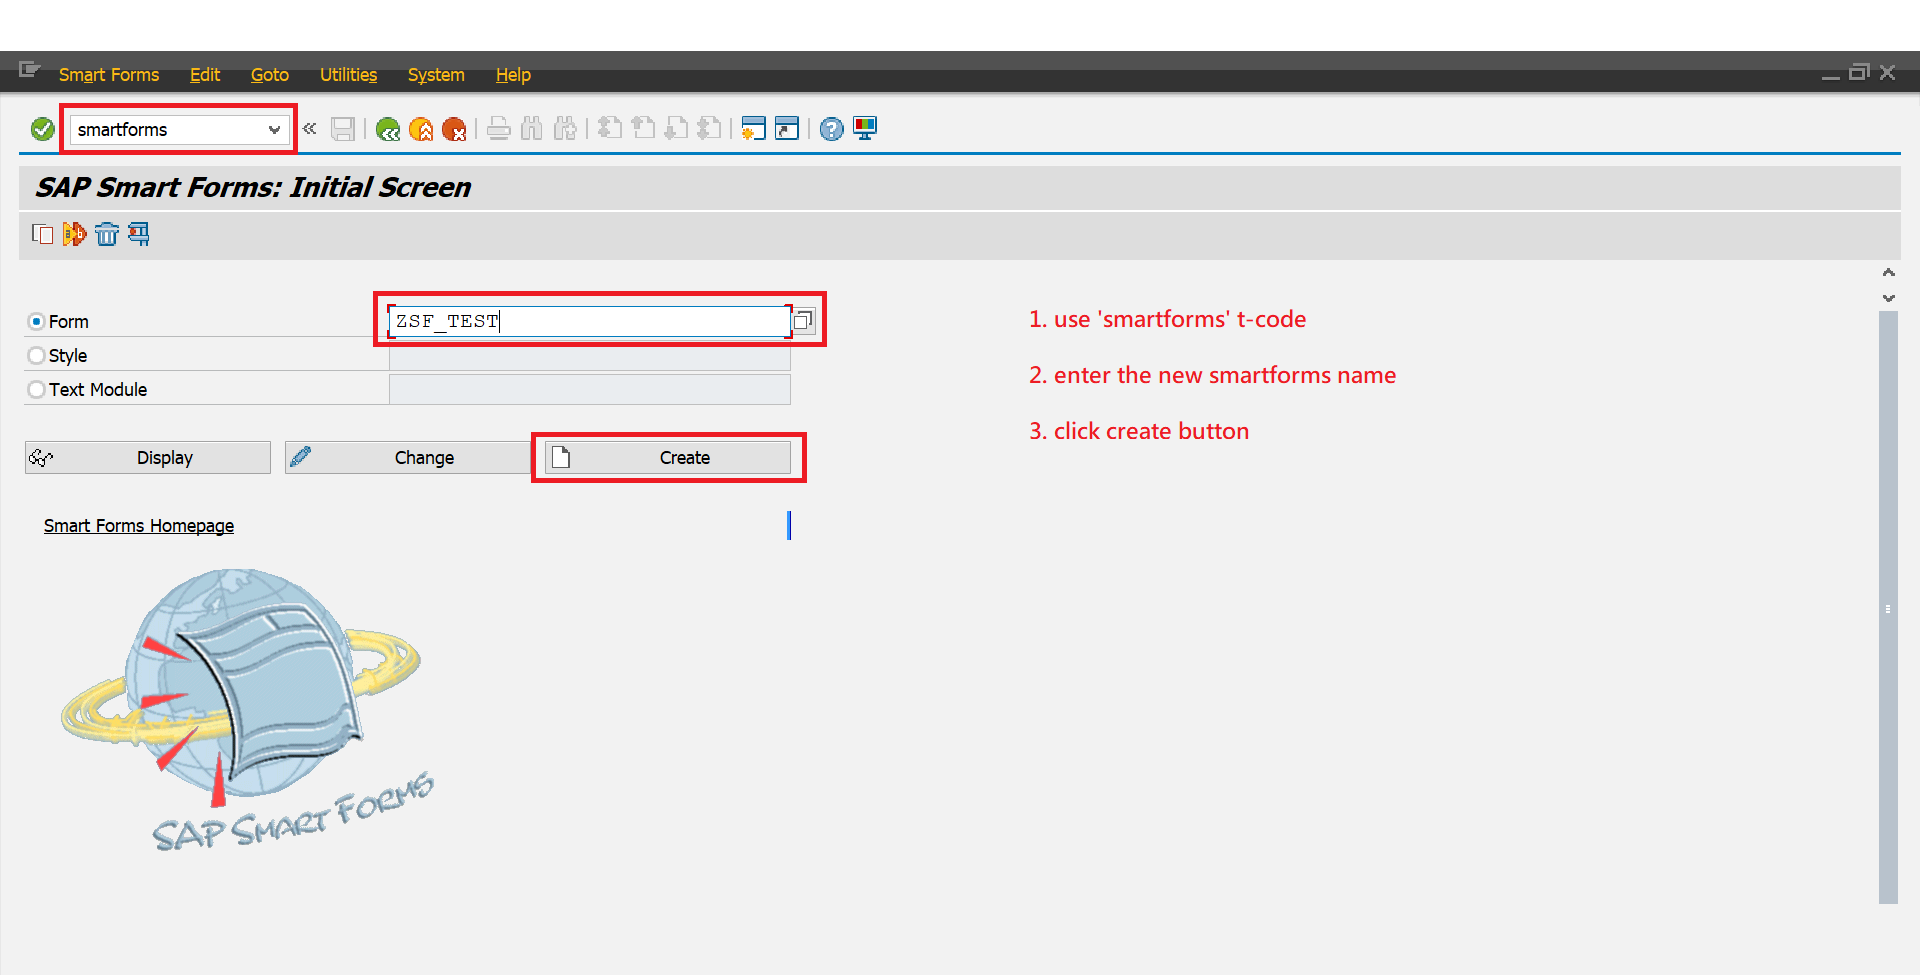 Smart Forms Edit Goto Utilities System Help
smartforms
SAP Smart Forms: Initial Screen
Form ZSF_TEST
Style
Text Module
Display Change Create
Smart Forms Homepage
SAP SMART FORMS
1. use 'smartforms' t-code
2. enter the new smartforms name
3. click create button